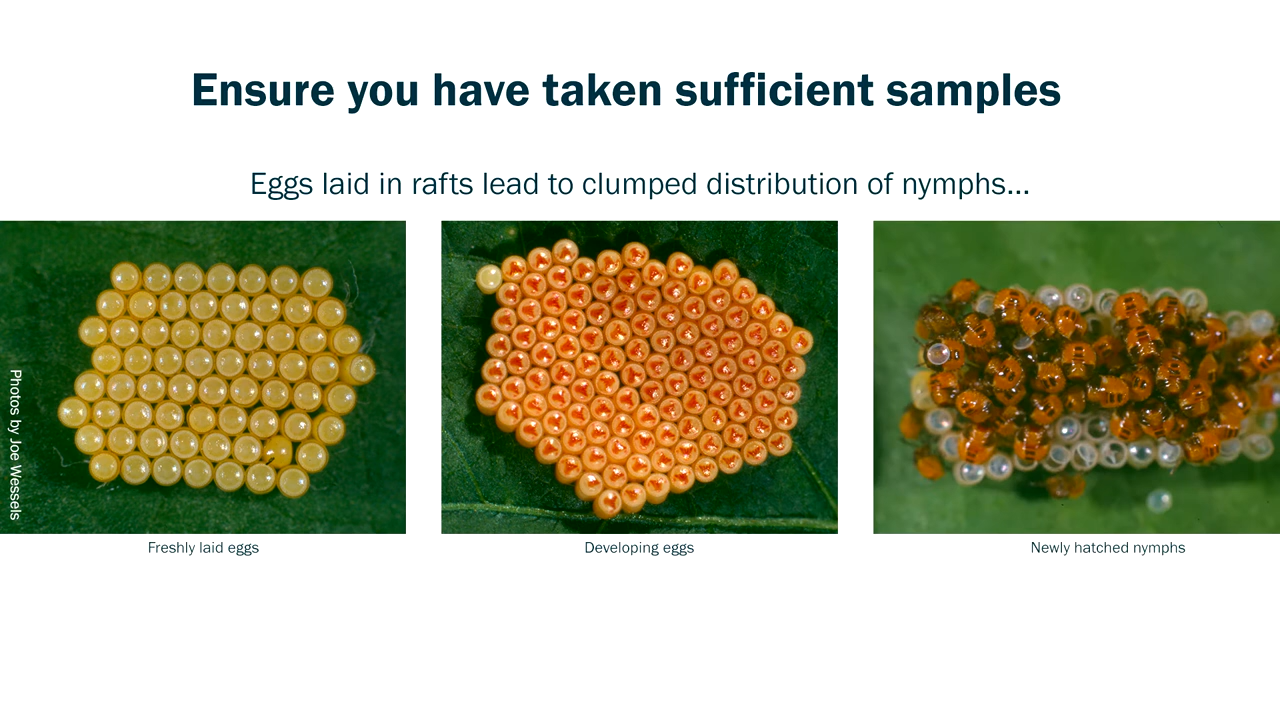 Ensure you have taken sufficient samples
Eggs laid in rafts lead to clumped distribution of nymphs...
Photos by Joe Wessels
Freshly laid eggs
Developing eggs
Newly hatched nymphs